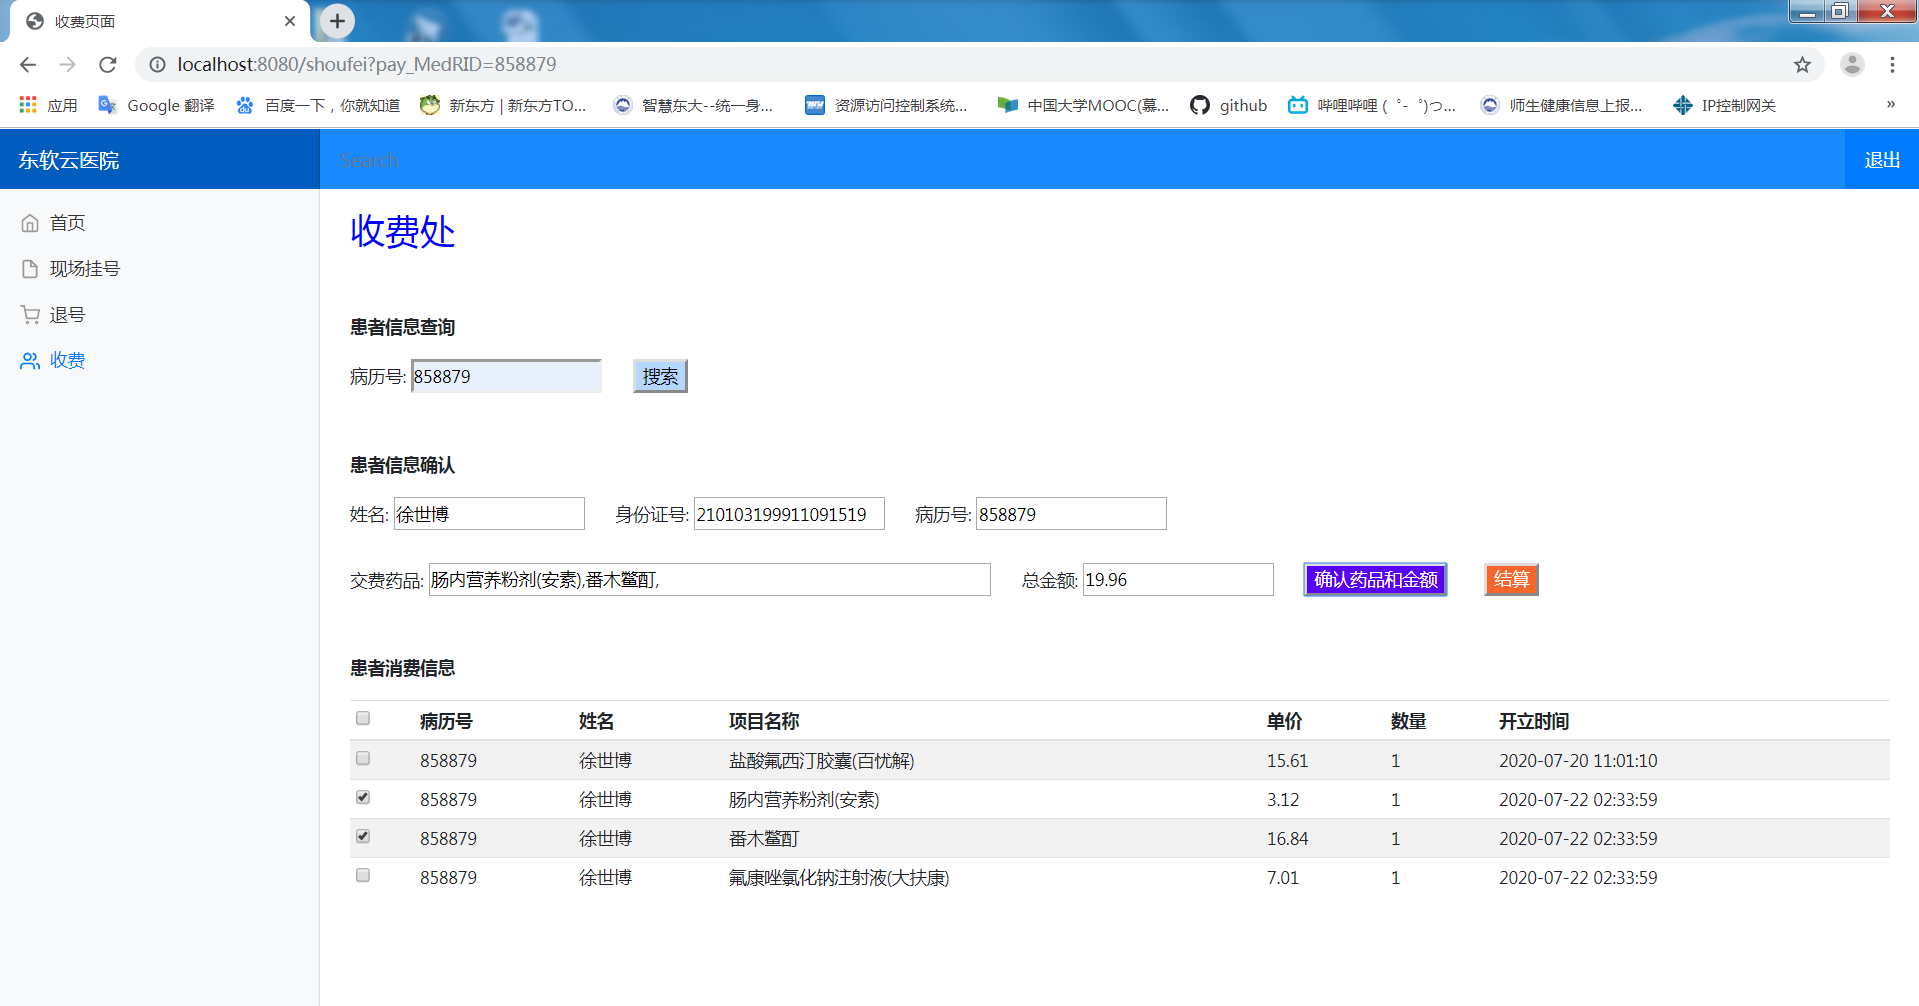 收费页面
localhost:8080/shoufei?pay_MedRID=858879
应用 Google 翻译 百度一下，你就知道 新东方 | 新东方TO... 智慧东大--统一身... 资源访问控制系统... 中国大学MOOC(慕... github 哔哩哔哩 (゜-゜)つ... 师生健康信息上报... IP控制网关 »
东软云医院 Search 退出
首页
现场挂号
退号
收费
收费处
患者信息查询
病历号: 858879 搜索
患者信息确认
姓名: 徐世博 身份证号: 210103199911091519 病历号: 858879
交费药品: 肠内营养粉剂(安素),番木鳖酊, 总金额: 19.96 确认药品和金额 结算
患者消费信息
病历号 姓名 项目名称 单价 数量 开立时间
858879 徐世博 盐酸氟西汀胶囊(百忧解) 15.61 1 2020-07-20 11:01:10
858879 徐世博 肠内营养粉剂(安素) 3.12 1 2020-07-22 02:33:59
858879 徐世博 番木鳖酊 16.84 1 2020-07-22 02:33:59
858879 徐世博 氟康唑氯化钠注射液(大扶康) 7.01 1 2020-07-22 02:33:59